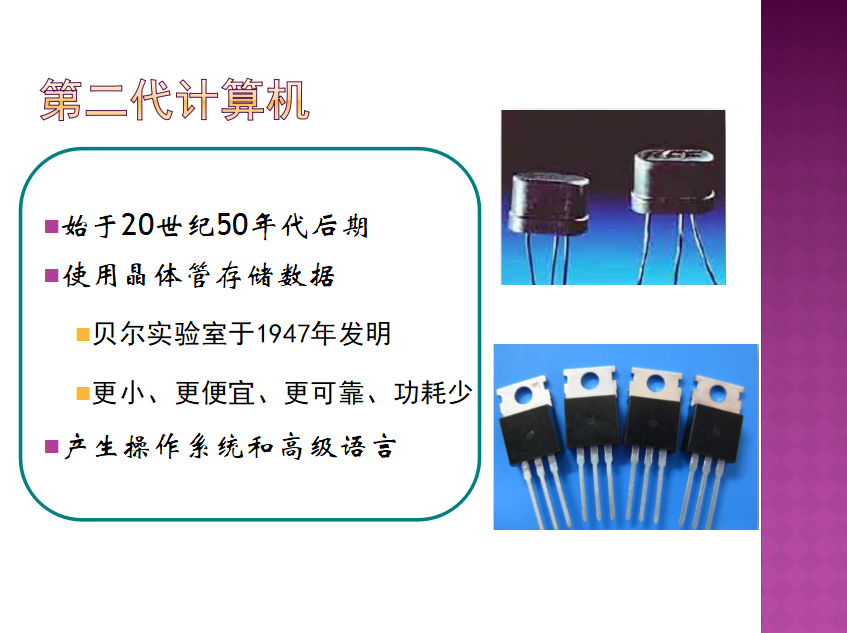 第二代计算机
始于20世纪50年代后期
使用晶体管存储数据
贝尔实验室于1947年发明
更小、更便宜、更可靠、功耗少
产生操作系统和高级语言